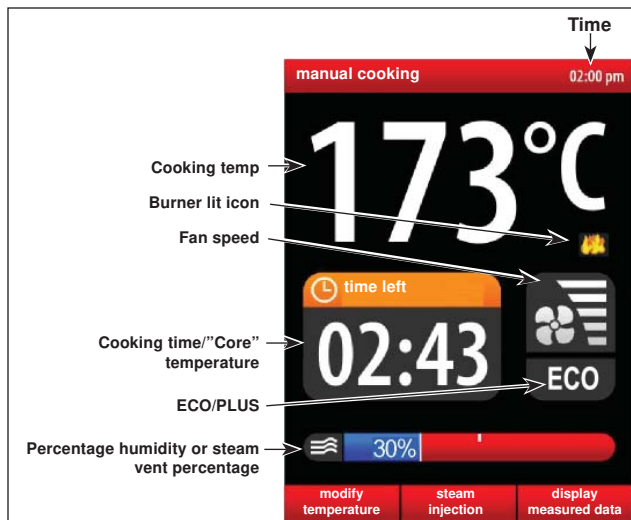 Time
manual cooking 02:00 pm
173°C
Cooking temp
Burner lit icon
Fan speed
time left
02:43
Cooking time/”Core”
temperature
ECO
ECO/PLUS
Percentage humidity or steam
vent percentage
30%
modify
temperature
steam
injection
display
measured data